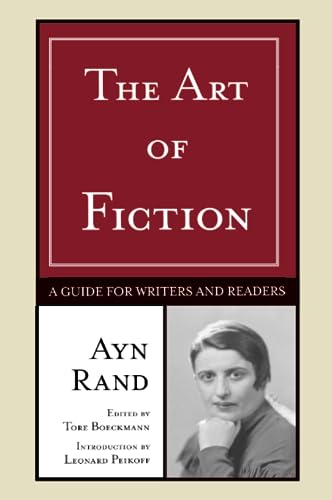 THE ART
OF
FICTION
A GUIDE FOR WRITERS AND READERS
AYN
RAND
EDITED BY
TORE BOECKMANN
INTRODUCTION BY
LEONARD PEIKOFF